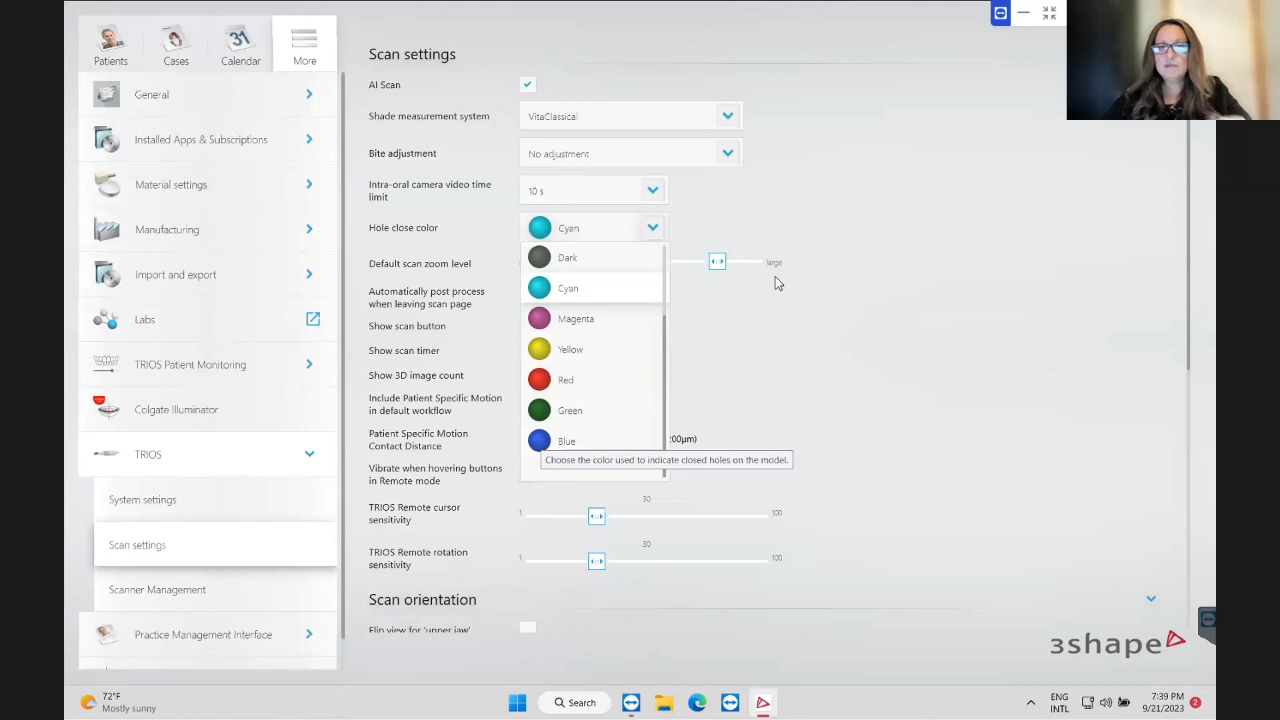 Patients
Cases
31
Calendar
More
General
Installed Apps & Subscriptions
Material settings
Manufacturing
Import and export
Labs
TRIOS Patient Monitoring
Colgate Illuminator
TRIOS
System settings
Scan settings
Scanner Management
Practice Management Interface
Scan settings
AI Scan
Shade measurement system
VitaClassical
Bite adjustment
No adjustment
Intra-oral camera video time
limit
10 s
Hole close color
Cyan
Dark
Cyan
Magenta
Yellow
Red
Green
Blue
Choose the color used to indicate closed holes on the model.
Default scan zoom level
large
Automatically post process
when leaving scan page
Show scan button
Show scan timer
Show 3D image count
Include Patient Specific Motion
in default workflow
Patient Specific Motion
Contact Distance
00μm)
Vibrate when hovering buttons
in Remote mode
TRIOS Remote cursor
sensitivity
1
30
100
TRIOS Remote rotation
sensitivity
1
30
100
Scan orientation
Flip view for 'upper jaw'
3shape
72°F
Mostly sunny
Search
ENG
INTL
7:39 PM
9/21/2023
2